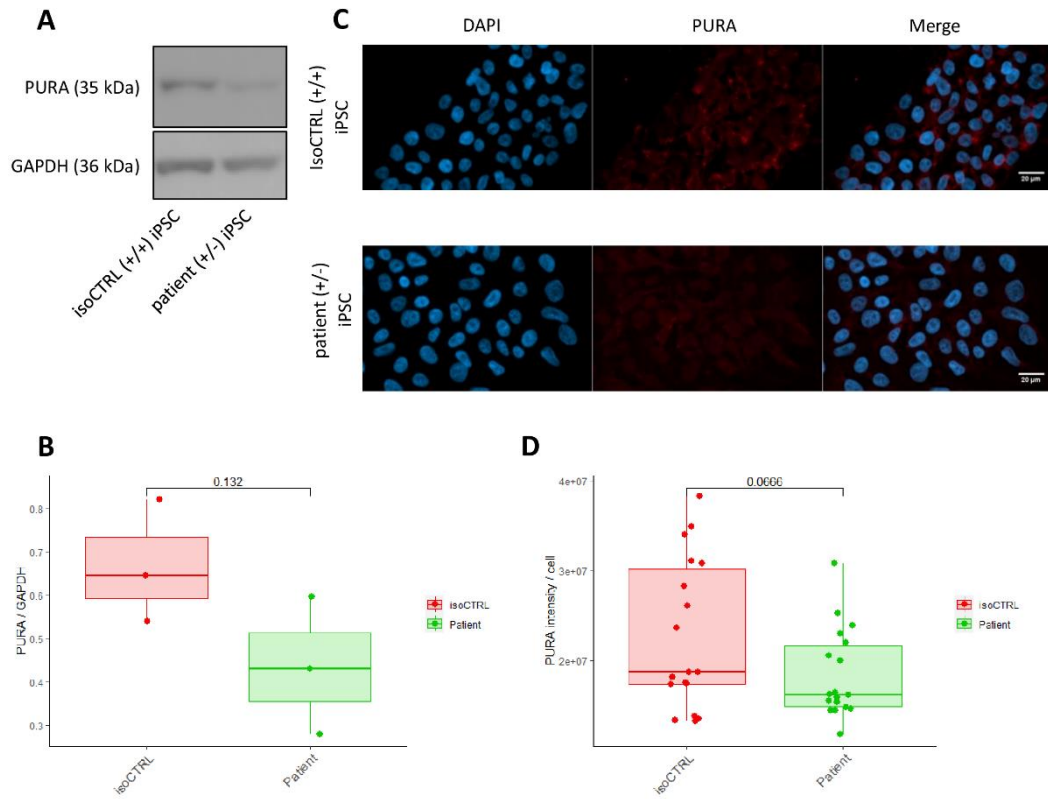 A
PURA (35 kDa)
GAPDH (36 kDa)
isoCTRL (+/+) iPSC
patient (+/-) iPSC
C
DAPI
PURA
Merge
IsoCTRL (+/+)
iPSC
20 μm
patient (+/-)
iPSC
20 μm
B
0.132
0.8
0.7
0.6
0.5
0.4
0.3
PURA / GAPDH
isoCTRL
Patient
isoCTRL
Patient
D
0.0666
4e+07
3e+07
2e+07
PURA intensity / cell
isoCTRL
Patient
isoCTRL
Patient